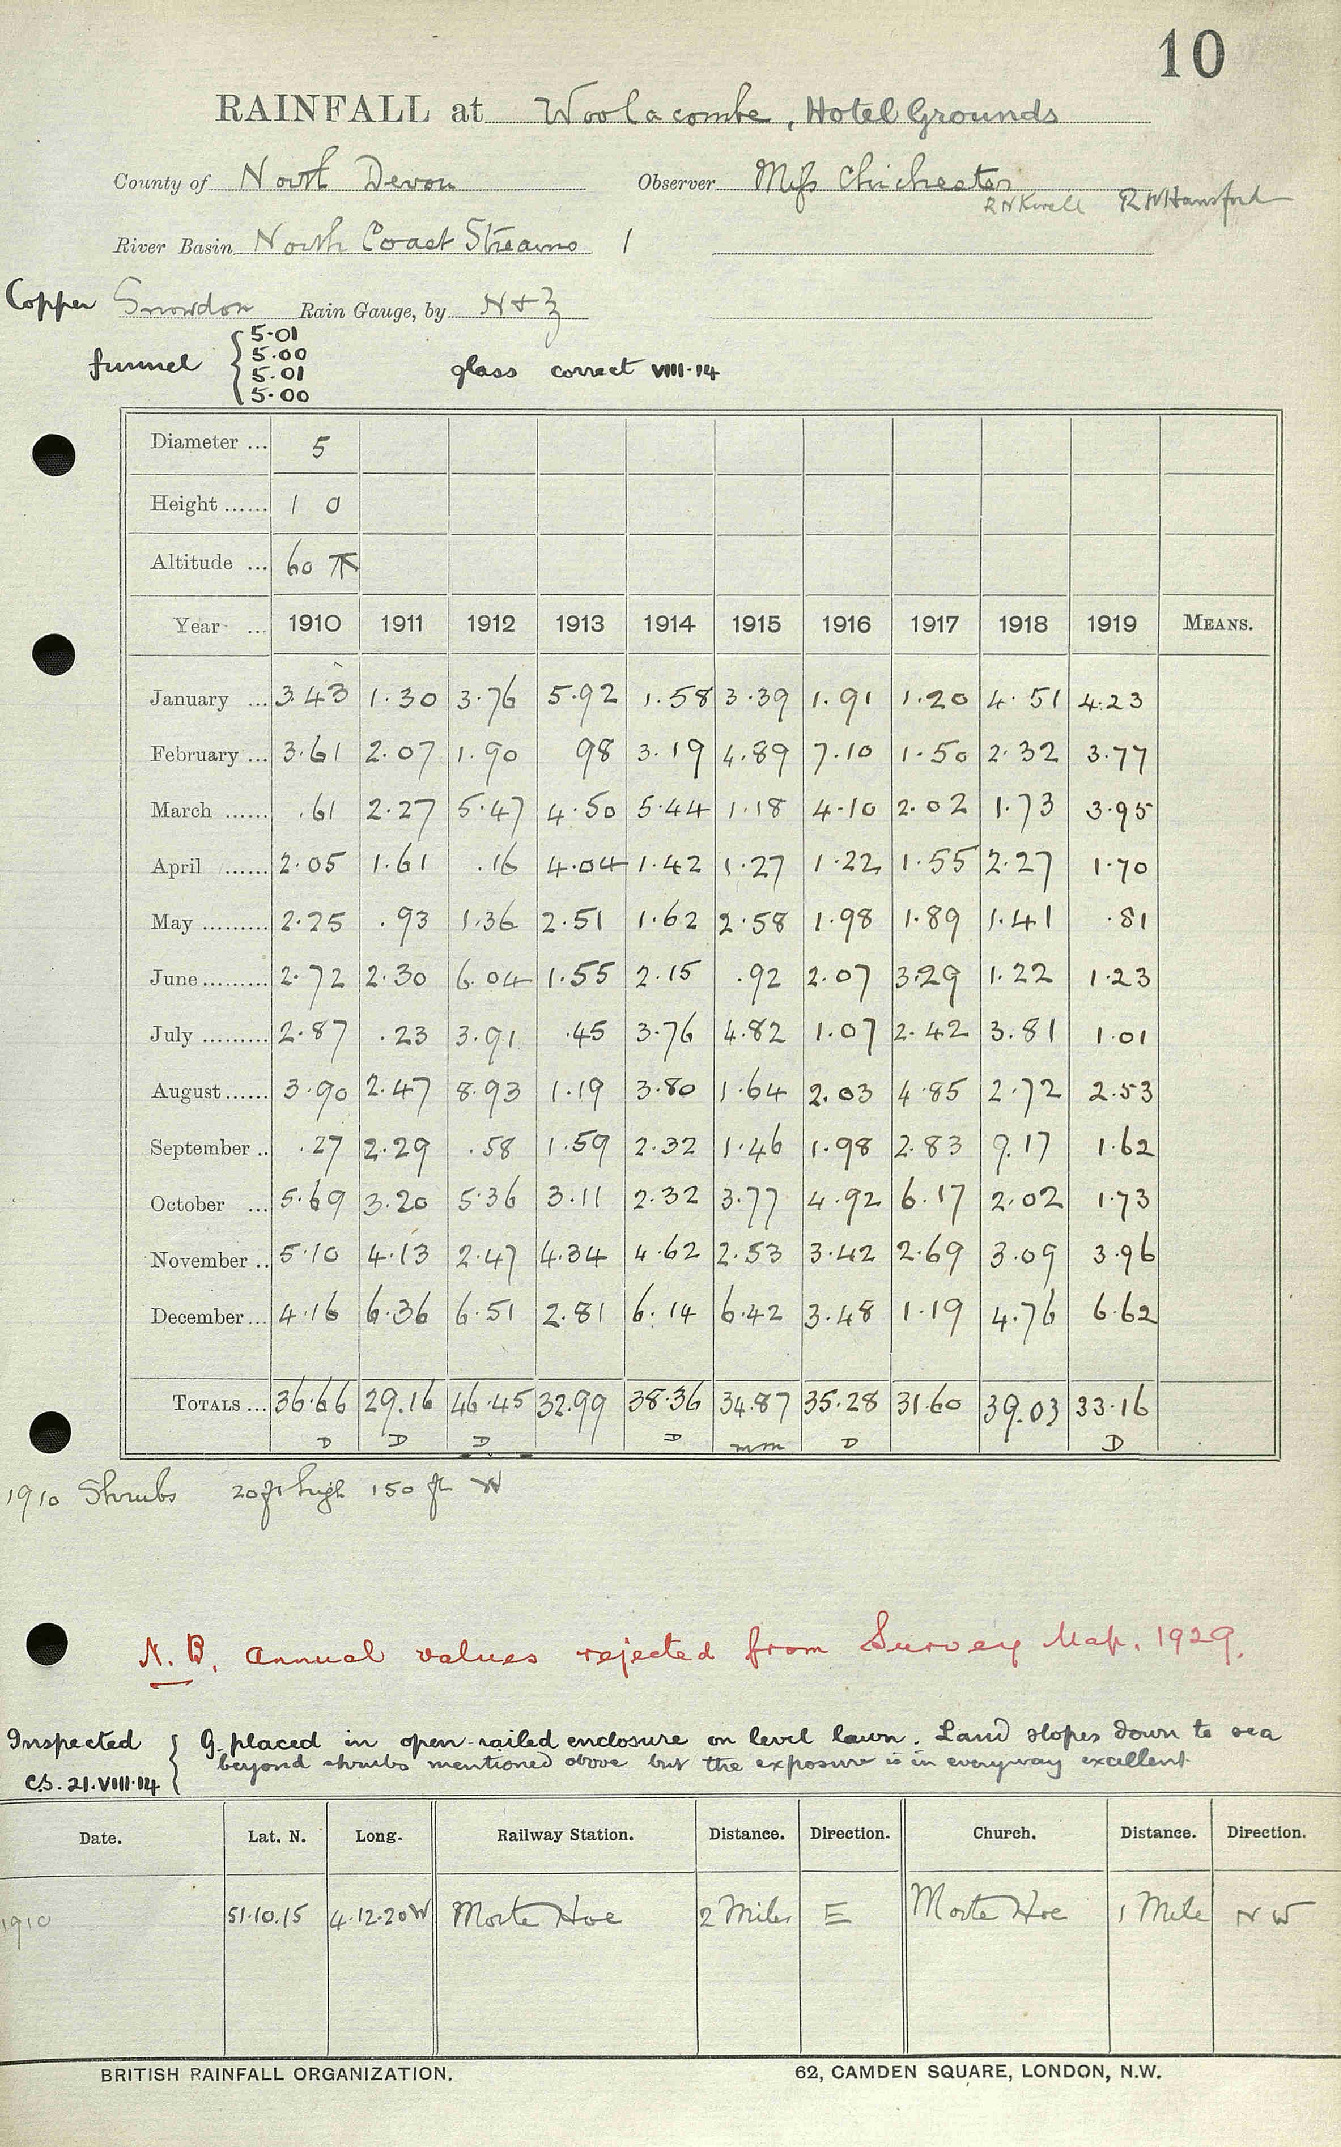 10
RAINFALL at Woolacombe, Hotel Grounds
County of North Devon Observer Miss Chichester
R W Hansford
River Basin North Coast Streams 1
Copper Snowdon Rain Gauge, by N & Z
funnel { 5.01 5.00 5.01 5.00 glass correct VIII.14
Diameter ... 5
Height ...... 1 0
Altitude ... 60
Year ... 1910 1911 1912 1913 1914 1915 1916 1917 1918 1919 MEANS.
January ... 3.43 1.30 3.76 5.92 1.58 3.39 1.91 1.20 4.51 4.23
February ... 3.61 2.07 1.90 98 3.19 4.89 7.10 1.50 2.32 3.77
March ...... .61 2.27 5.47 4.50 5.44 1.18 4.10 2.02 1.73 3.95
April ...... 2.05 1.61 .16 4.04 1.42 1.27 1.22 1.55 2.27 1.70
May ......... 2.25 .93 1.36 2.51 1.62 2.58 1.98 1.89 1.41 .81
June ......... 2.72 2.30 6.04 1.55 2.15 .92 2.07 3.29 1.22 1.23
July ......... 2.87 .23 3.91 .45 3.76 4.82 1.07 2.42 3.81 1.01
August ...... 3.90 2.47 8.93 1.19 3.80 1.64 2.03 4.85 2.72 2.53
September .. .27 2.29 .58 1.59 2.32 1.46 1.98 2.83 9.17 1.62
October ... 5.69 3.20 5.36 3.11 2.32 3.77 4.92 6.17 2.02 1.73
November .. 5.10 4.13 2.47 4.34 4.62 2.53 3.42 2.69 3.09 3.96
December ... 4.16 6.36 6.51 2.81 6.14 6.42 3.48 1.19 4.76 6.62
TOTALS ... 36.66 29.16 46.45 32.99 38.36 34.87 35.28 31.60 39.03 33.16
D D D D mm D D
1910 Shrubs 20 ft high 150 ft W
N.B. Annual values rejected from Survey Map. 1929.
Inspected { G. placed in open-railed enclosure on level lawn. Land slopes down to sea
C.S. 21.VIII.14 beyond shrubs mentioned above but the exposure is in everyway excellent
Date. Lat. N. Long. Railway Station. Distance. Direction. Church. Distance. Direction.
1910 51.10.15 4.12.20W Morte Hoe 2 Miles E Morte Hoe 1 Mile NW
BRITISH RAINFALL ORGANIZATION. 62, CAMDEN SQUARE, LONDON, N.W.